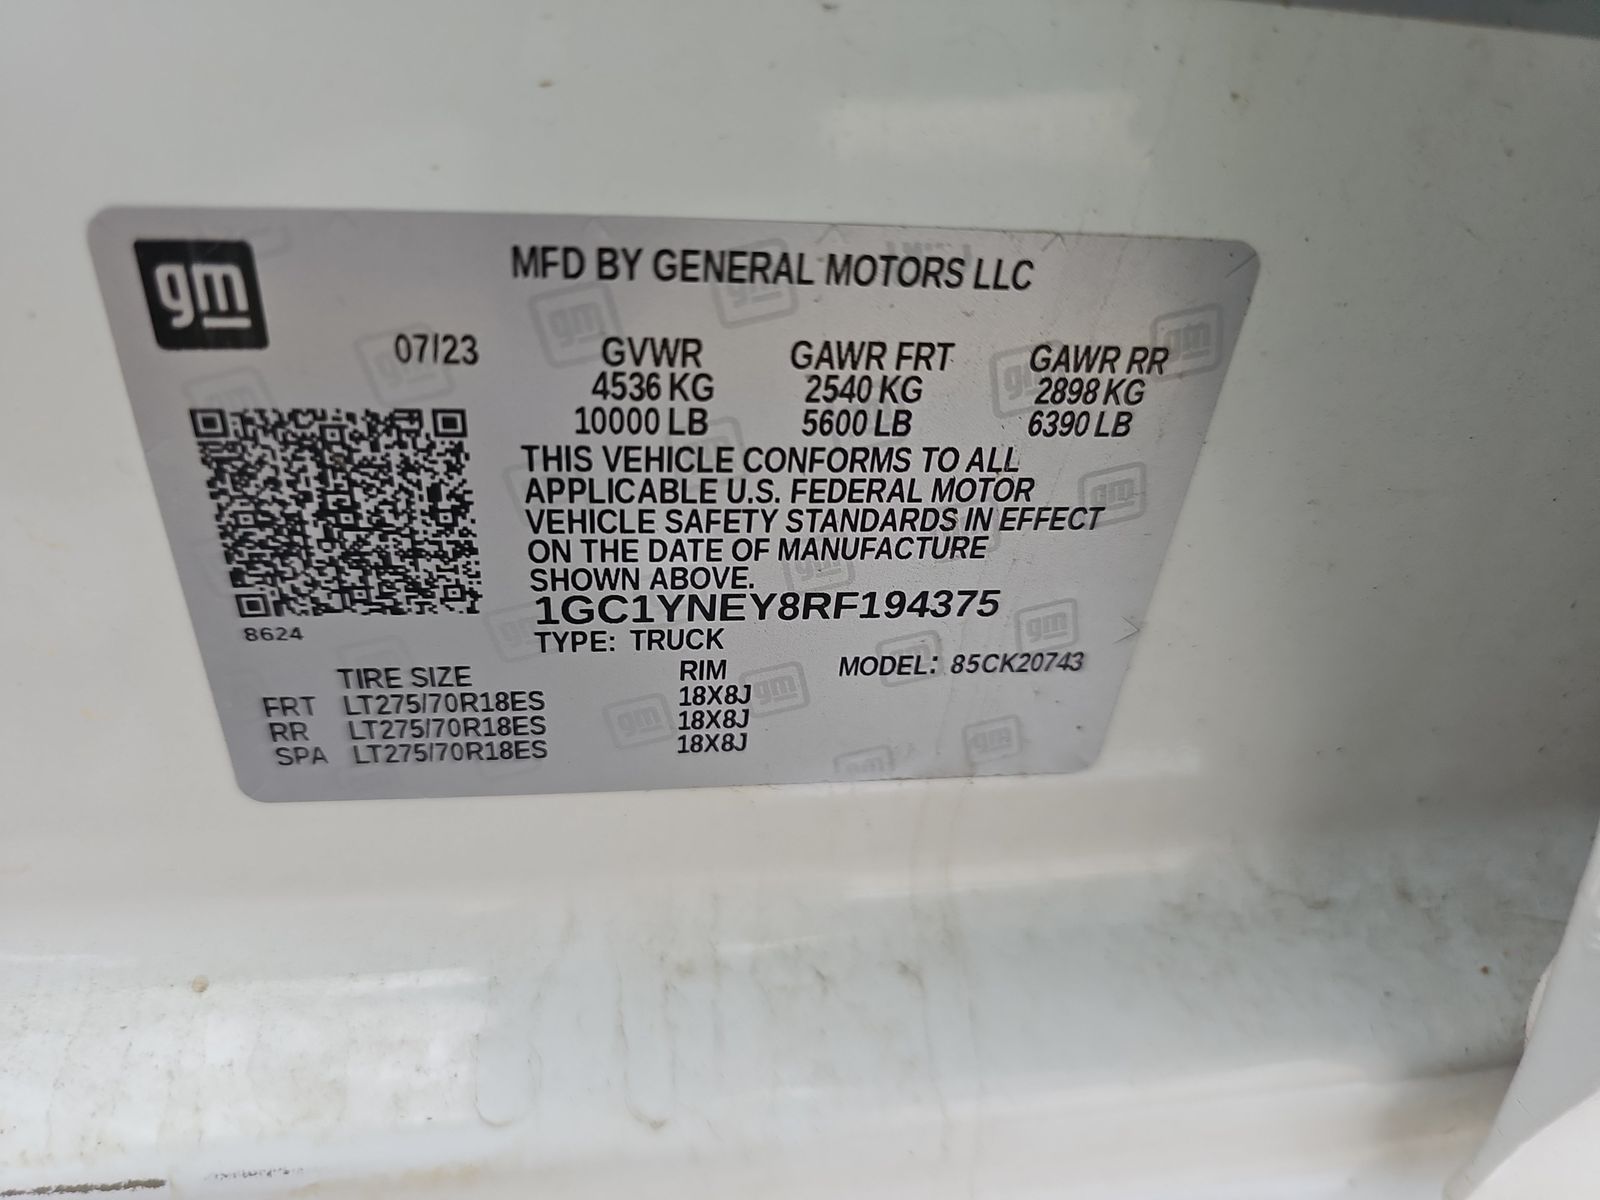 gm
MFD BY GENERAL MOTORS LLC
07/23 GVWR GAWR FRT GAWR RR
4536 KG 2540 KG 2898 KG
10000 LB 5600 LB 6390 LB
THIS VEHICLE CONFORMS TO ALL
APPLICABLE U.S. FEDERAL MOTOR
VEHICLE SAFETY STANDARDS IN EFFECT
ON THE DATE OF MANUFACTURE
SHOWN ABOVE.
1GC1YNEY8RF194375
8624
TYPE: TRUCK
TIRE SIZE RIM MODEL: 85CK20743
FRT LT275/70R18ES 18X8J
RR LT275/70R18ES 18X8J
SPA LT275/70R18ES 18X8J